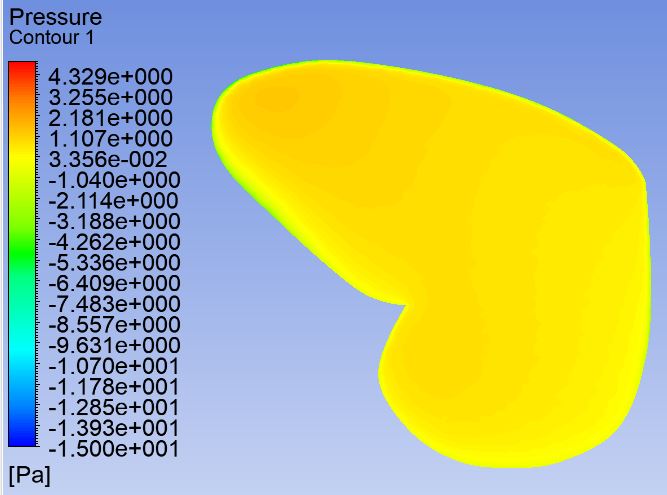 Pressure
Contour 1
4.329e+000
3.255e+000
2.181e+000
1.107e+000
3.356e-002
-1.040e+000
-2.114e+000
-3.188e+000
-4.262e+000
-5.336e+000
-6.409e+000
-7.483e+000
-8.557e+000
-9.631e+000
-1.070e+001
-1.178e+001
-1.285e+001
-1.393e+001
-1.500e+001
[Pa]